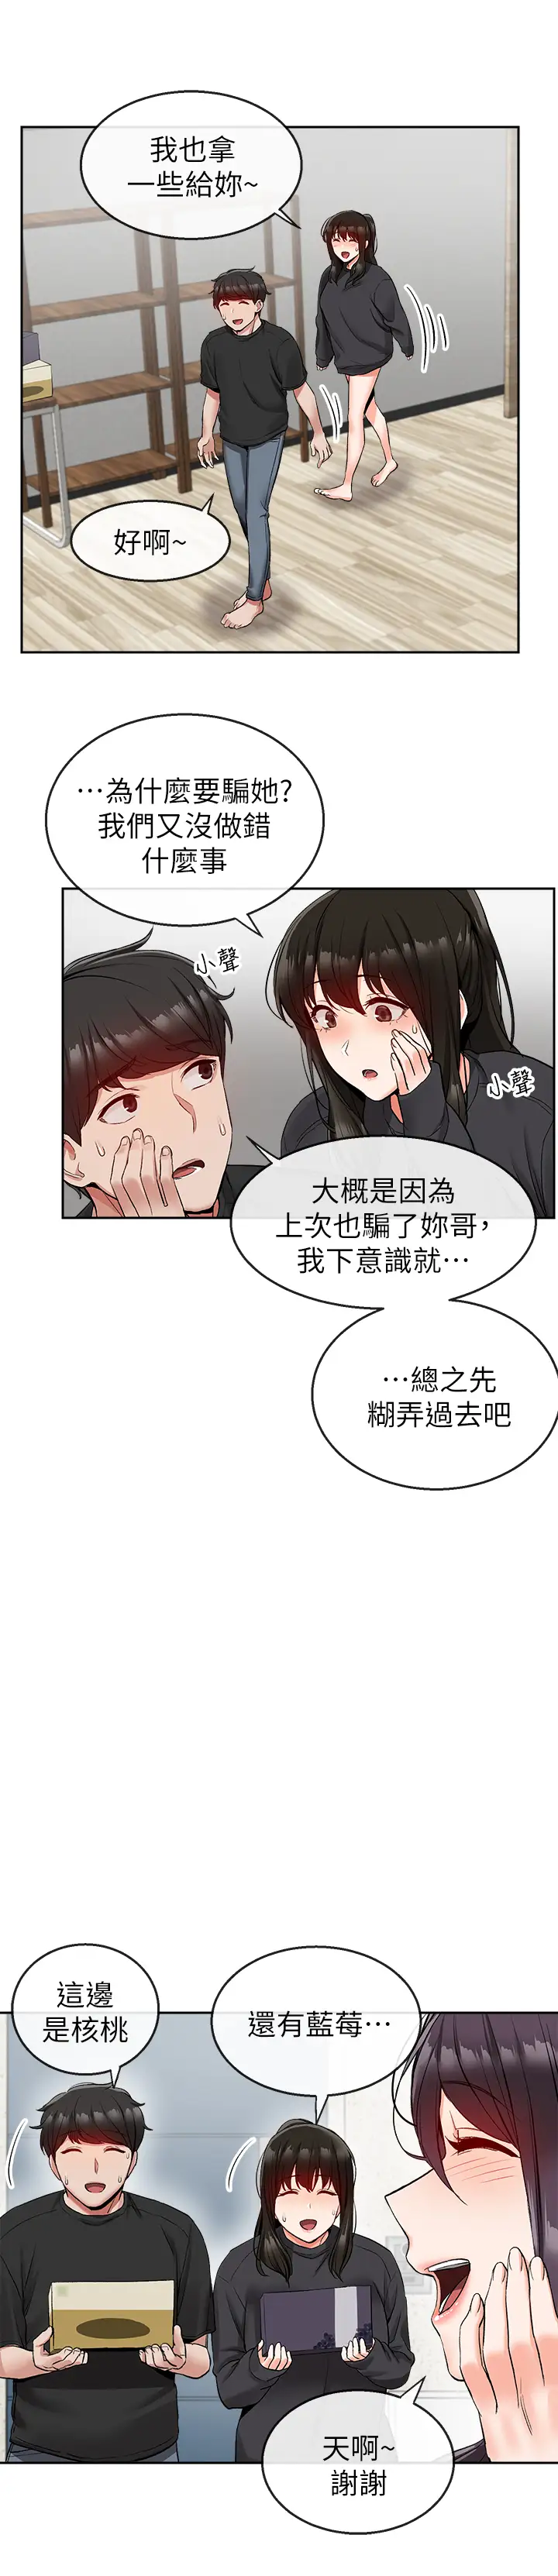 我也拿
一些給妳~
好啊~
…為什麼要騙她?
我們又沒做錯
什麼事
小聲
小聲
大概是因為
上次也騙了妳哥,
我下意識就…
…總之先
糊弄過去吧
這邊
是核桃
還有藍莓…
天啊~
謝謝